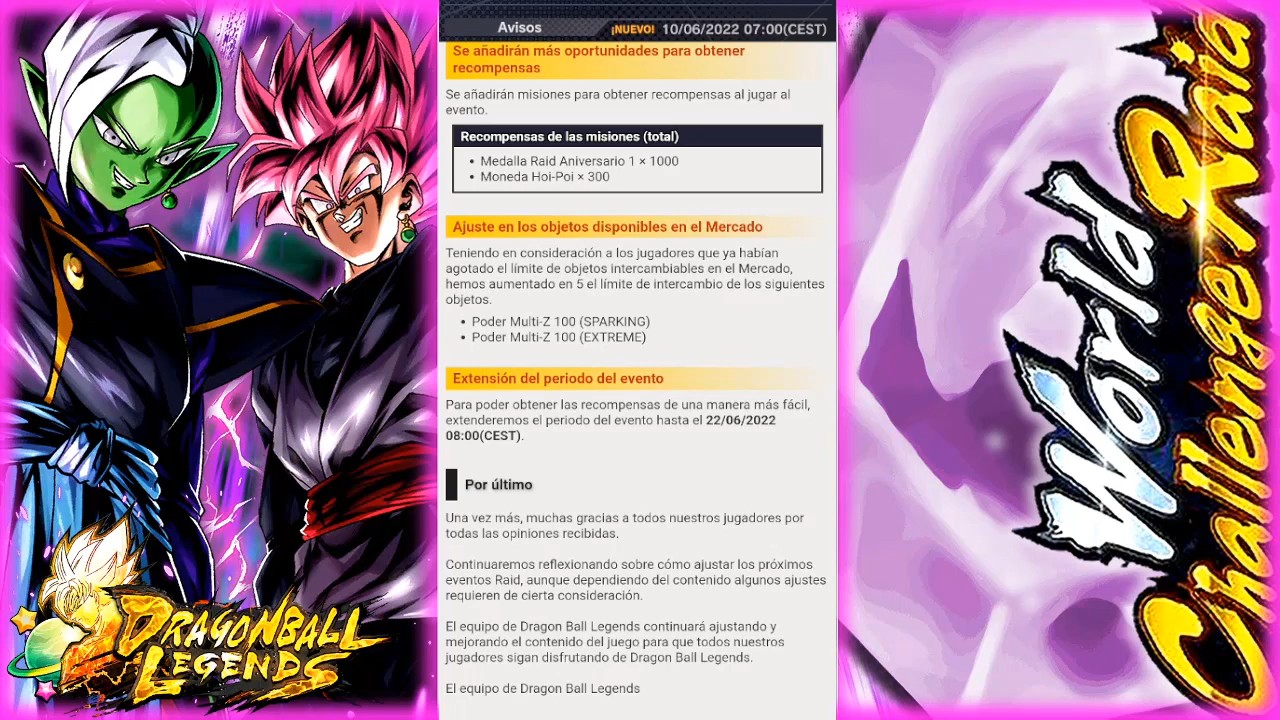 Avisos
¡NUEVO! 10/06/2022 07:00(CEST)
Se añadirán más oportunidades para obtener
recompensas
Se añadirán misiones para obtener recompensas al jugar al
evento.
Recompensas de las misiones (total)
• Medalla Raid Aniversario 1 × 1000
• Moneda Hoi-Poi × 300
Ajuste en los objetos disponibles en el Mercado
Teniendo en consideración a los jugadores que ya habían
agotado el límite de objetos intercambiables en el Mercado,
hemos aumentado en 5 el límite de intercambio de los siguientes
objetos.
• Poder Multi-Z 100 (SPARKING)
• Poder Multi-Z 100 (EXTREME)
Extensión del periodo del evento
Para poder obtener las recompensas de una manera más fácil,
extenderemos el periodo del evento hasta el 22/06/2022
08:00(CEST).
Por último
Una vez más, muchas gracias a todos nuestros jugadores por
todas las opiniones recibidas.
Continuaremos reflexionando sobre cómo ajustar los próximos
eventos Raid, aunque dependiendo del contenido algunos ajustes
requieren de cierta consideración.
El equipo de Dragon Ball Legends continuará ajustando y
mejorando el contenido del juego para que todos nuestros
jugadores sigan disfrutando de Dragon Ball Legends.
El equipo de Dragon Ball Legends
DRAGONBALL
LEGENDS
World
Challenge Raid